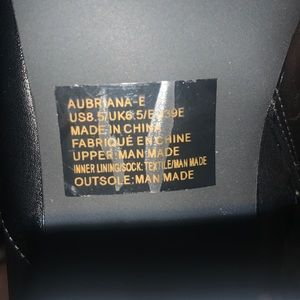 AUBRIANA-E
US8.5/UK6.5/EU39E
MADE IN CHINA
FABRIQUÉ EN CHINE
UPPER:MAN MADE
INNER LINING/SOCK: TEXTILE/MAN MADE
OUTSOLE:MAN MADE